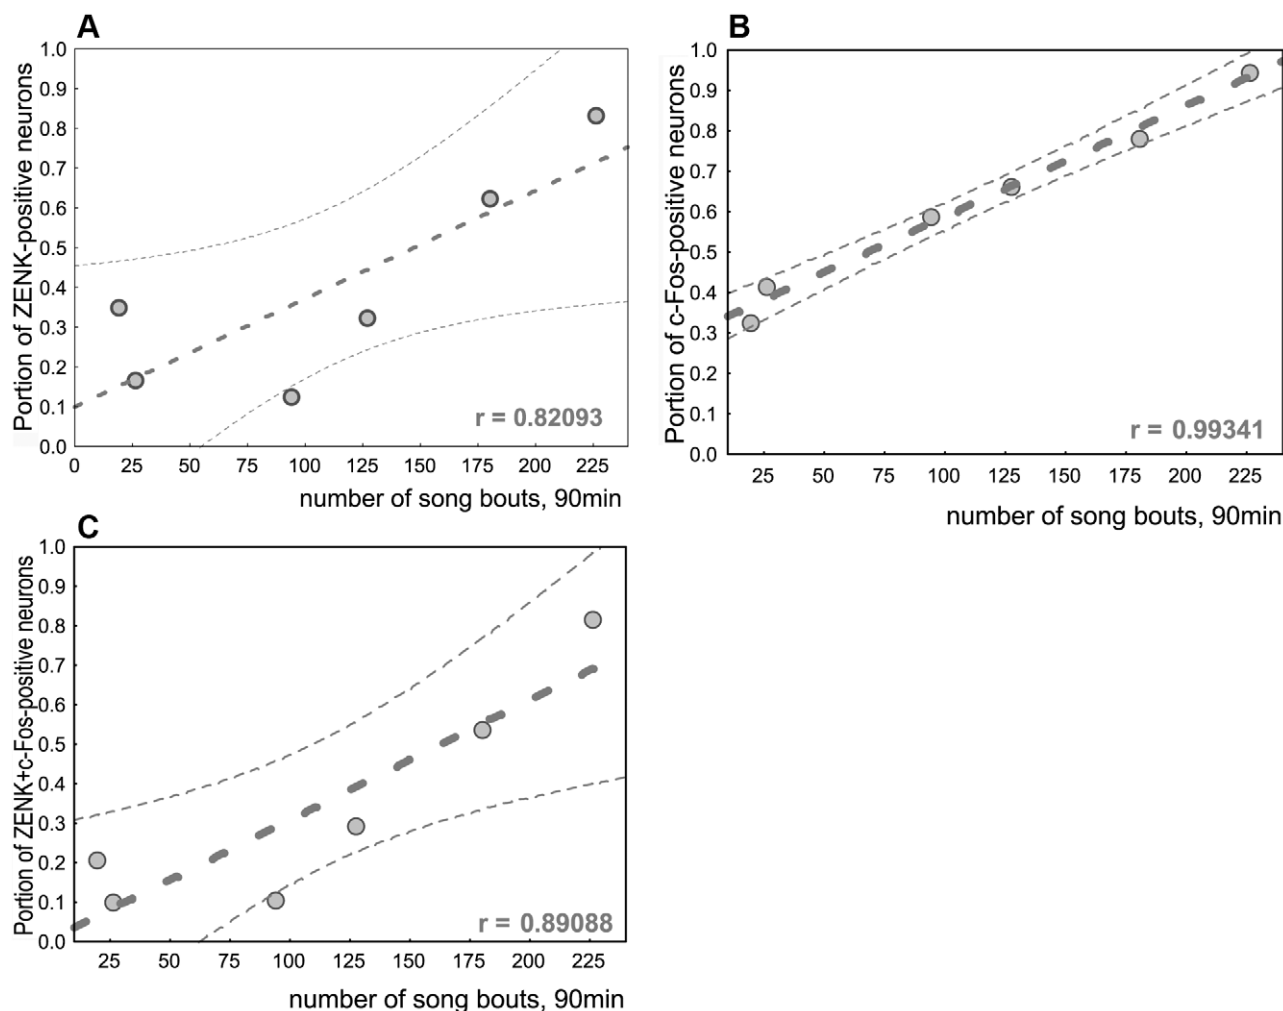 A
Portion of ZENK-positive neurons
1.0
0.9
0.8
0.7
0.6
0.5
0.4
0.3
0.2
0.1
0.0
r = 0.82093
0 25 50 75 100 125 150 175 200 225
number of song bouts, 90min
B
Portion of c-Fos-positive neurons
1.0
0.9
0.8
0.7
0.6
0.5
0.4
0.3
0.2
0.1
0.0
r = 0.99341
25 50 75 100 125 150 175 200 225
number of song bouts, 90min
C
Portion of ZENK+c-Fos-positive neurons
1.0
0.9
0.8
0.7
0.6
0.5
0.4
0.3
0.2
0.1
0.0
r = 0.89088
25 50 75 100 125 150 175 200 225
number of song bouts, 90min